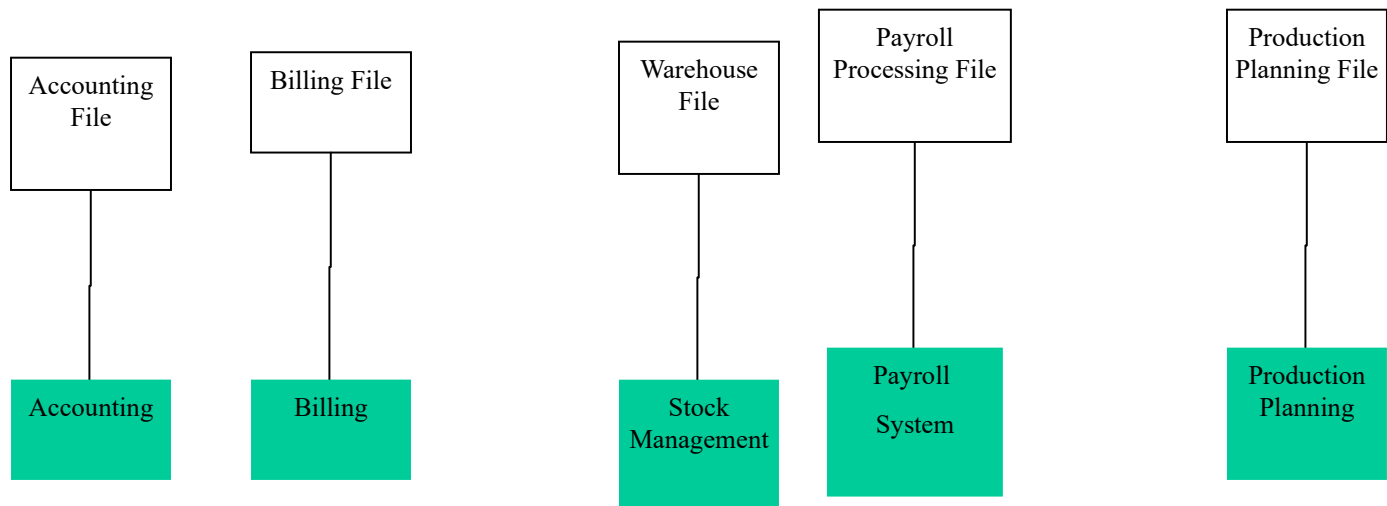 Accounting
File
Billing File
Warehouse
File
Payroll
Processing File
Production
Planning File
Accounting
Billing
Stock
Management
Payroll
System
Production
Planning